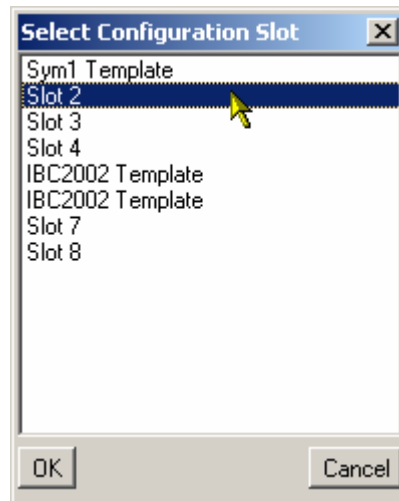 Select Configuration Slot
Sym1 Template
Slot 2
Slot 3
Slot 4
IBC2002 Template
IBC2002 Template
Slot 7
Slot 8
OK Cancel